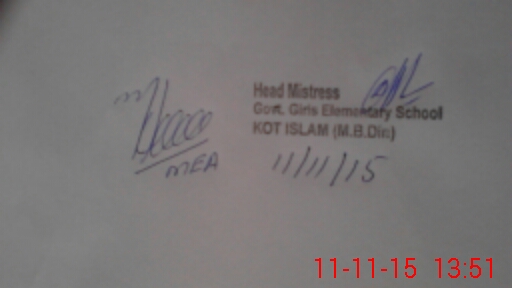 Head Mistress
Govt. Girls Elementary School
KOT ISLAM (M.B.Din)
MEA
11/11/15
11-11-15 13:51